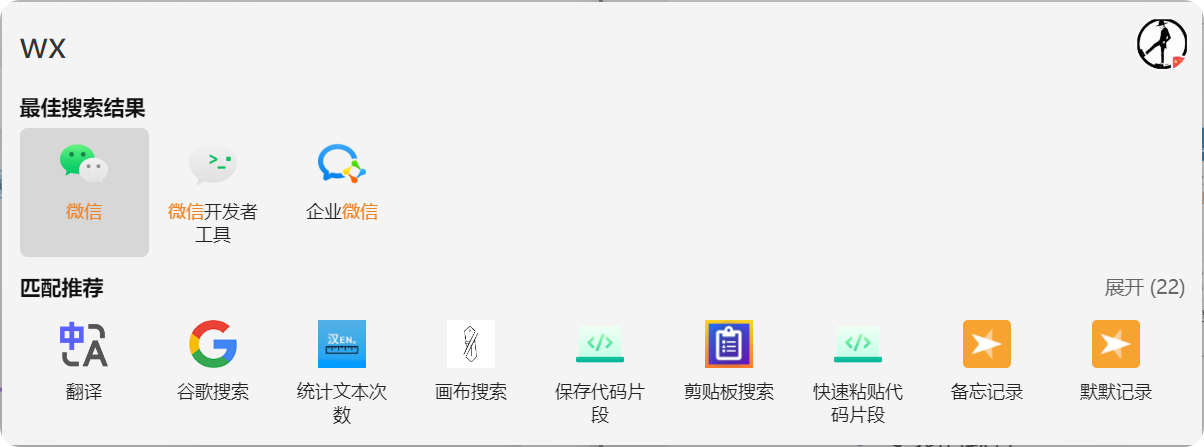 WX
最佳搜索结果
微信
微信开发者
工具
企业微信
匹配推荐
展开 (22)
中A
翻译
G
谷歌搜索
汉EN。
统计文本次
数
画布搜索
</>
保存代码片
段
剪贴板搜索
</>
快速粘贴代
码片段
备忘记录
默默记录